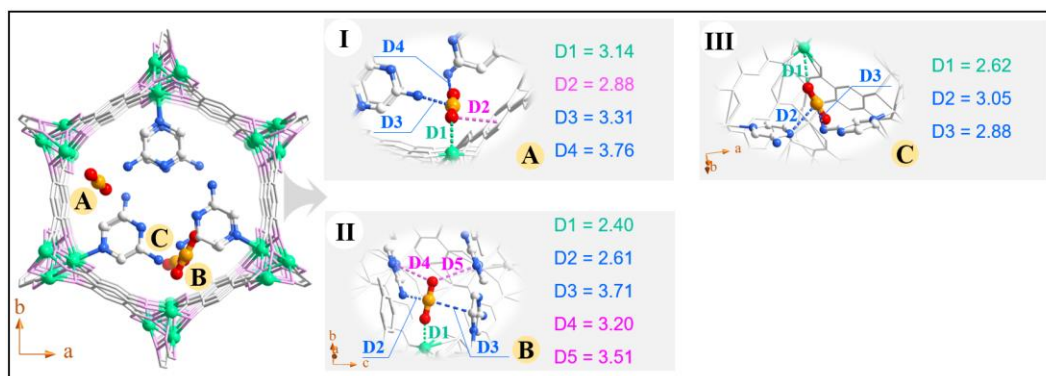 A
C
B
b
a
I
D4
D3
D1
D2
A
D1 = 3.14
D2 = 2.88
D3 = 3.31
D4 = 3.76
II
D4
D5
D2
D1
D3
B
b
a
c
D1 = 2.40
D2 = 2.61
D3 = 3.71
D4 = 3.20
D5 = 3.51
III
D1
D3
D2
C
a
b
D1 = 2.62
D2 = 3.05
D3 = 2.88